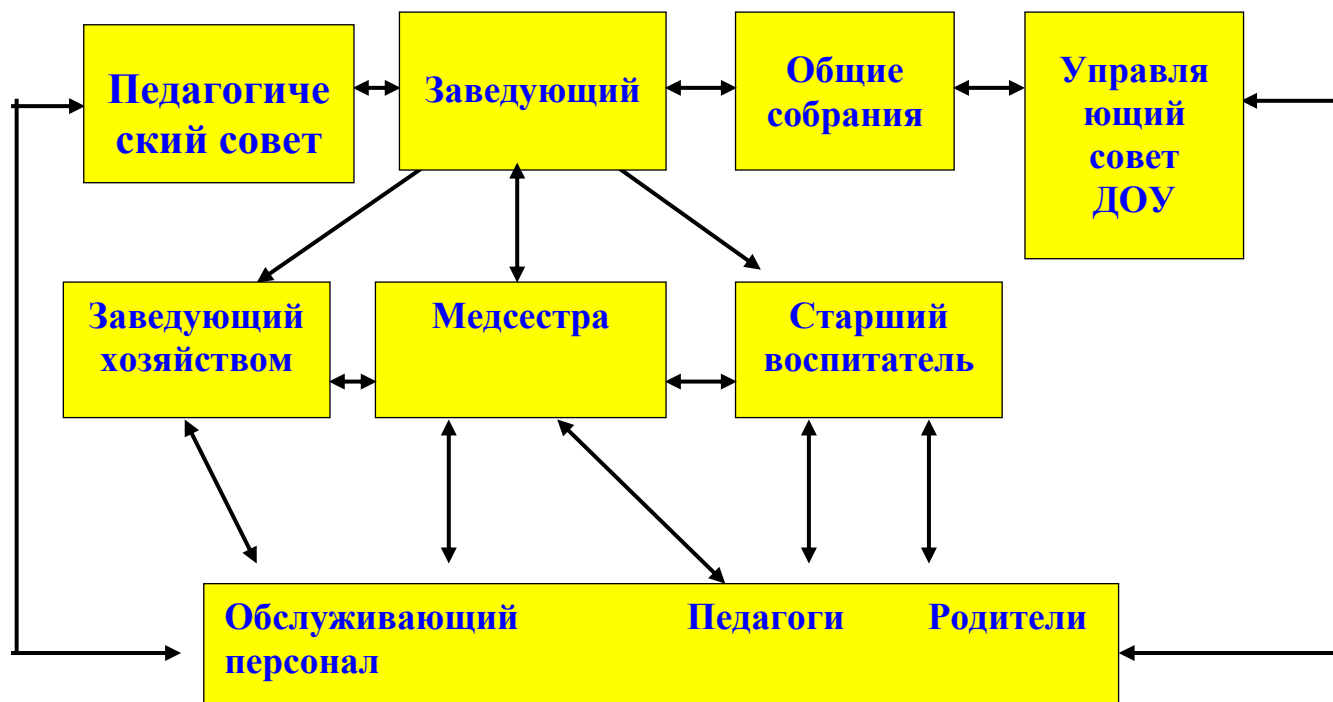 Педагогиче
ский совет
Заведующий
Общие
собрания
Управля
ющий
совет
ДОУ
Заведующий
хозяйством
Медсестра
Старший
воспитатель
Обслуживающий Педагоги Родители
персонал